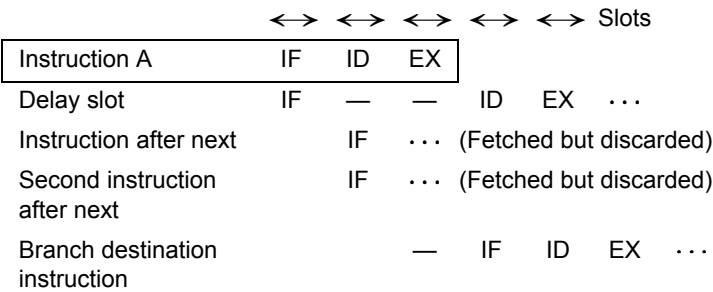 Slots
Instruction A IF ID EX
Delay slot IF — — ID EX ···
Instruction after next IF ··· (Fetched but discarded)
Second instruction IF ··· (Fetched but discarded)
after next
Branch destination — IF ID EX ···
instruction